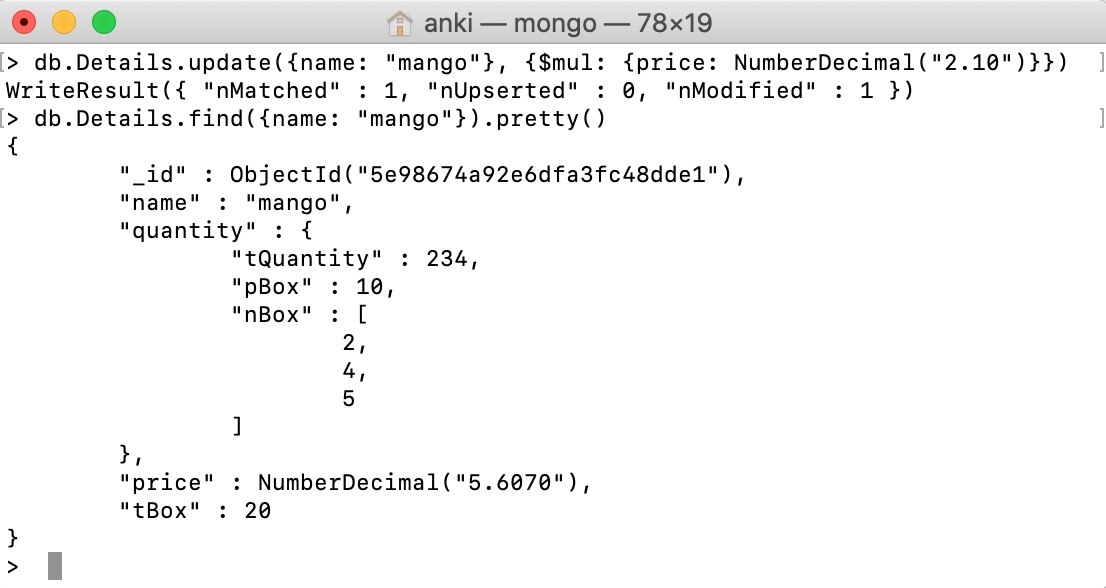 anki — mongo — 78×19
[> db.Details.update({name: "mango"}, {$mul: {price: NumberDecimal("2.10")}}) ]
WriteResult({ "nMatched" : 1, "nUpserted" : 0, "nModified" : 1 })
[> db.Details.find({name: "mango"}).pretty() ]
{
"_id" : ObjectId("5e98674a92e6dfa3fc48dde1"),
"name" : "mango",
"quantity" : {
"tQuantity" : 234,
"pBox" : 10,
"nBox" : [
2,
4,
5
]
},
"price" : NumberDecimal("5.6070"),
"tBox" : 20
}
>